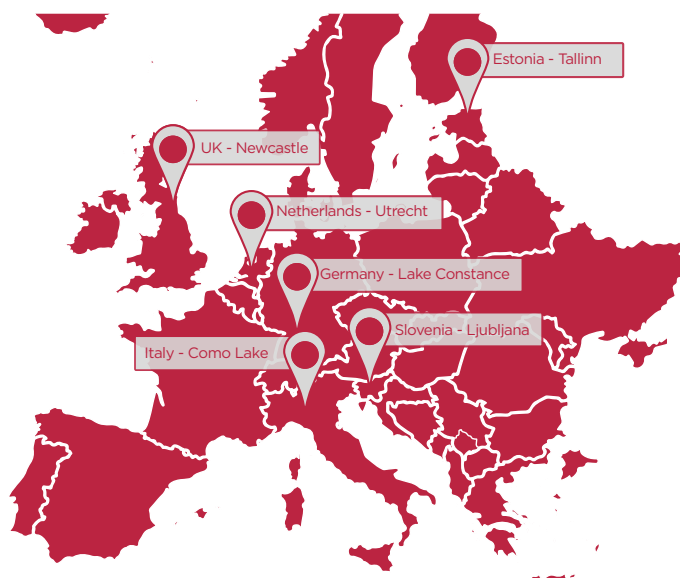 Estonia - Tallinn
UK - Newcastle
Netherlands - Utrecht
Germany - Lake Constance
Slovenia - Ljubljana
Italy - Como Lake